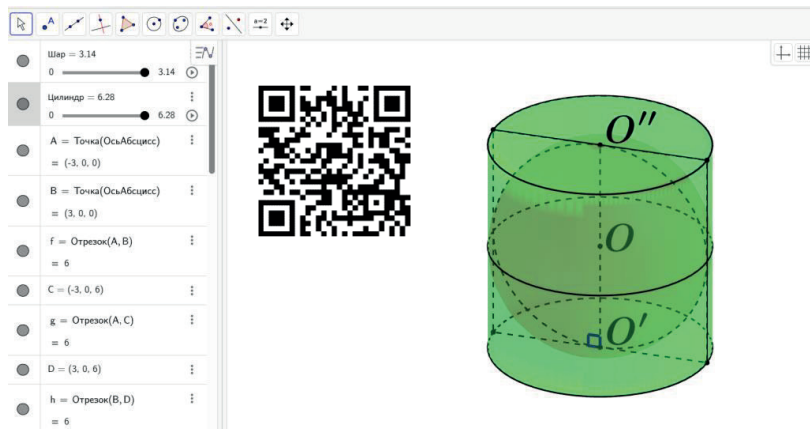 a=2
Шар = 3.14
0 3.14
Цилиндр = 6.28
0 6.28
A = Точка(ОсьАбсцисс)
= (-3, 0, 0)
B = Точка(ОсьАбсцисс)
= (3, 0, 0)
f = Отрезок(A, B)
= 6
C = (-3, 0, 6)
g = Отрезок(A, C)
= 6
D = (3, 0, 6)
h = Отрезок(B, D)
= 6
O''
O
O'